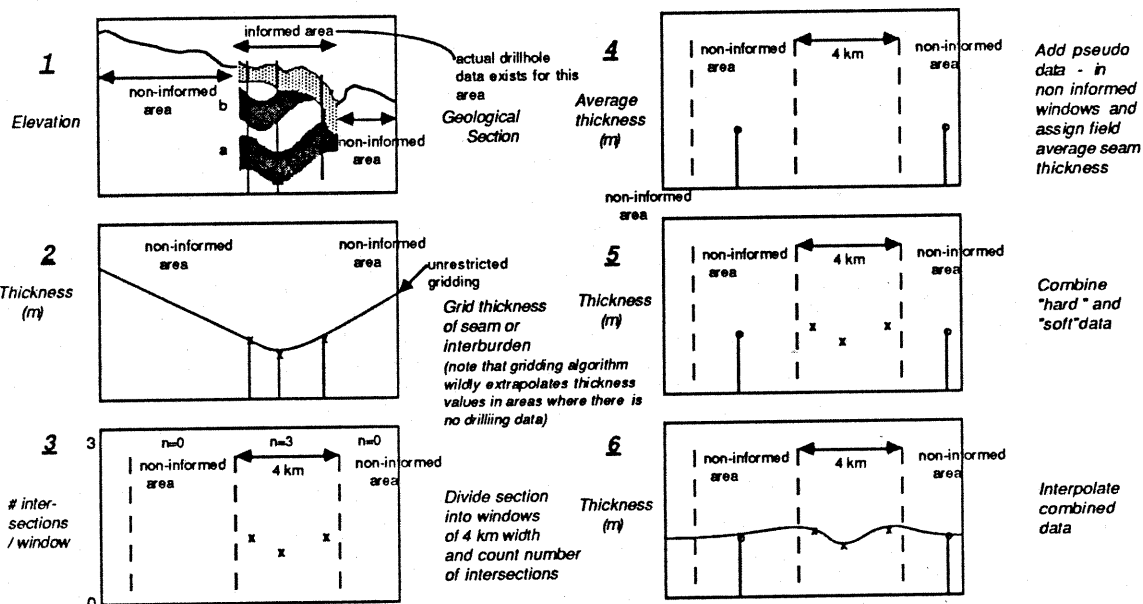 1
Elevation
informed area
actual drillhole
data exists for this
area
non-informed
area
b
a
Geological
Section
non-informed
area
2
Thickness
(m)
non-informed
area
non-informed
area
unrestricted
gridding
Grid thickness
of seam or
interburden
(note that gridding algorithm
wildly extrapolates thickness
values in areas where there is
no drilliing data)
3
# inter-
sections
/ window
3
0
n=0
n=3
n=0
non-informed
area
4 km
non-informed
area
x
x
x
Divide section
into windows
of 4 km width
and count number
of intersections
4
Average
thickness
(m)
non-informed
area
4 km
non-informed
area
Add pseudo
data - in
non informed
windows and
assign field
average seam
thickness
non-informed
area
5
Thickness
(m)
non-informed
area
4 km
non-informed
area
x
x
x
Combine
"hard " and
"soft"data
6
Thickness
(m)
non-informed
area
4 km
non-informed
area
x
x
x
Interpolate
combined
data